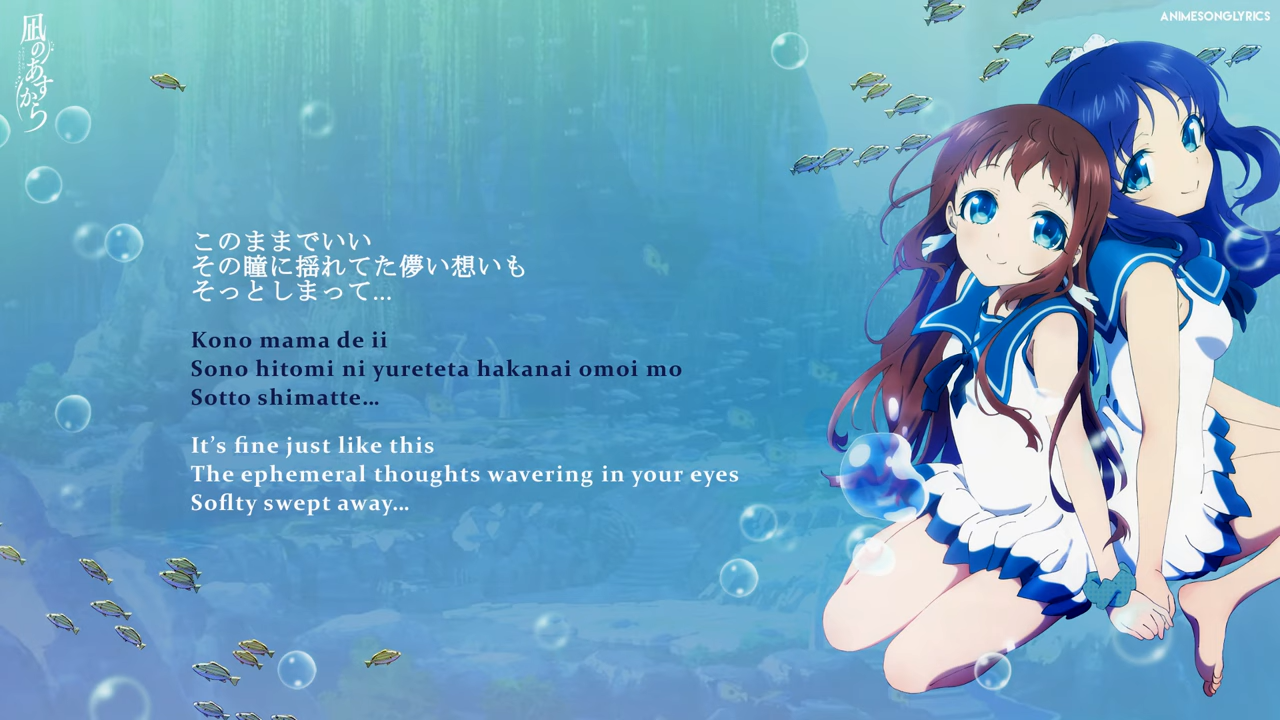 凪のあすから
ANIMESONGLYRICS
このままでいい
その瞳に揺れてた儚い想いも
そっとしまって...
Kono mama de ii
Sono hitomi ni yureteta hakanai omoi mo
Sotto shimatte...
It's fine just like this
The ephemeral thoughts wavering in your eyes
Soflty swept away...